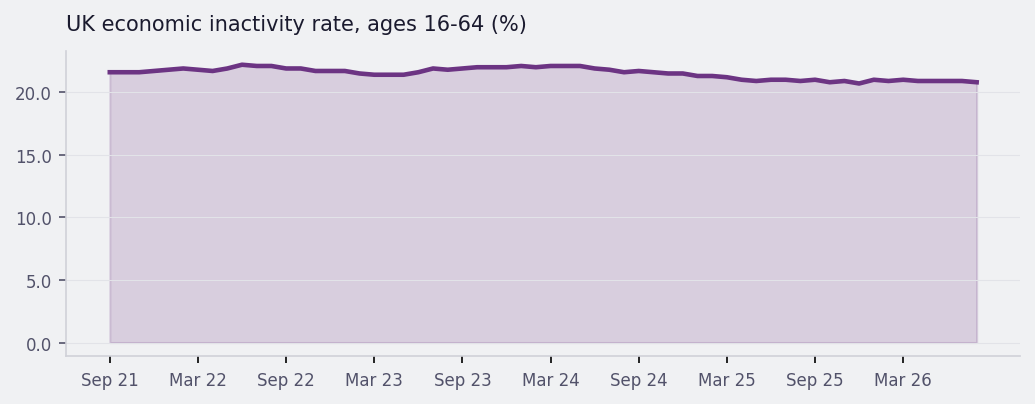 UK economic inactivity rate, ages 16-64 (%)
20.0
15.0
10.0
5.0
0.0
Sep 21 Mar 22 Sep 22 Mar 23 Sep 23 Mar 24 Sep 24 Mar 25 Sep 25 Mar 26